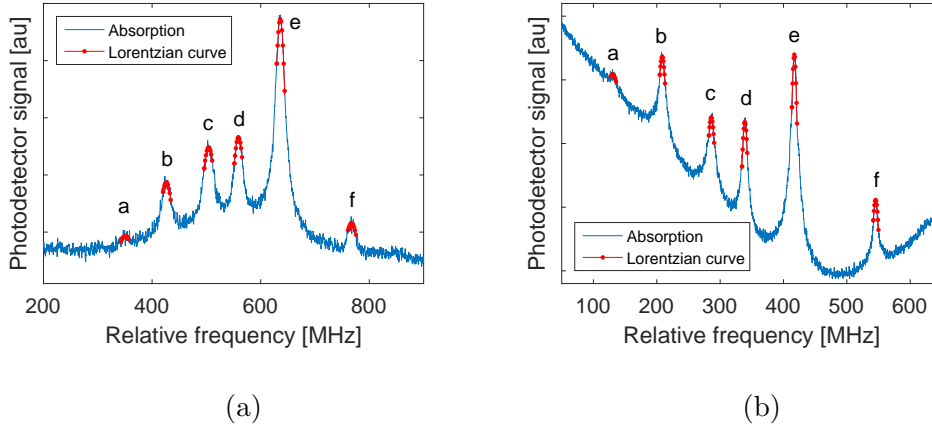 Photodetector signal [au]
Absorption
Lorentzian curve
a
b
c
d
e
f
200
400
600
800
Relative frequency [MHz]
(a)
Photodetector signal [au]
a
b
c
d
e
f
Absorption
Lorentzian curve
100
200
300
400
500
600
Relative frequency [MHz]
(b)